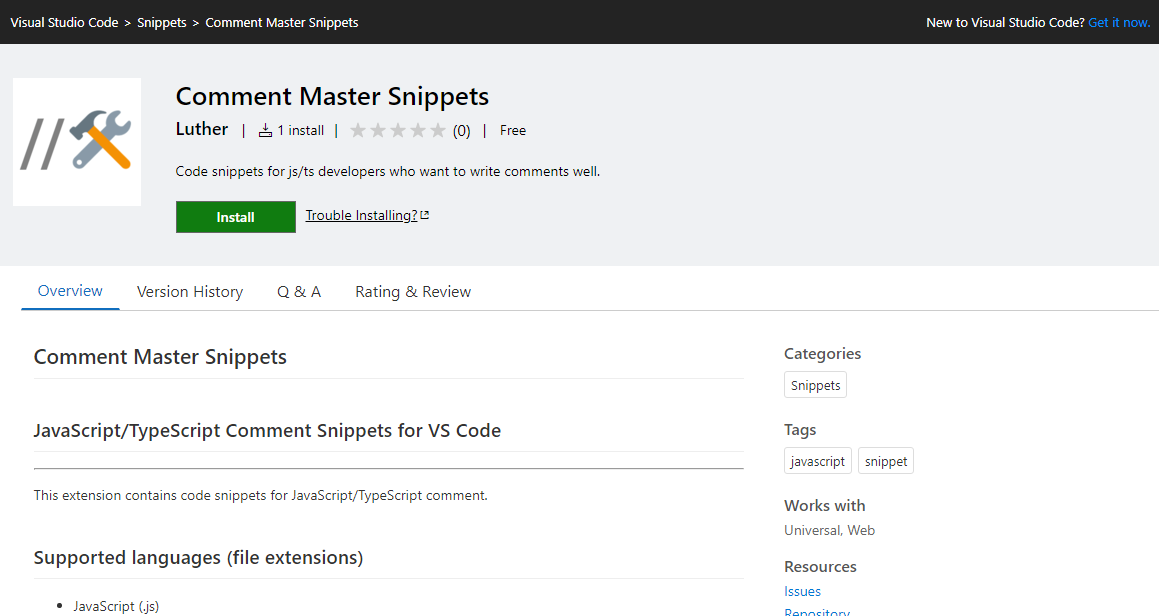 Visual Studio Code > Snippets > Comment Master Snippets
New to Visual Studio Code? Get it now.
//
Comment Master Snippets
Luther | 1 install | (0) | Free
Code snippets for js/ts developers who want to write comments well.
Install Trouble Installing?
Overview Version History Q & A Rating & Review
Comment Master Snippets
JavaScript/TypeScript Comment Snippets for VS Code
This extension contains code snippets for JavaScript/TypeScript comment.
Supported languages (file extensions)
• JavaScript (.js)
Categories
Snippets
Tags
javascript snippet
Works with
Universal, Web
Resources
Issues
Repository